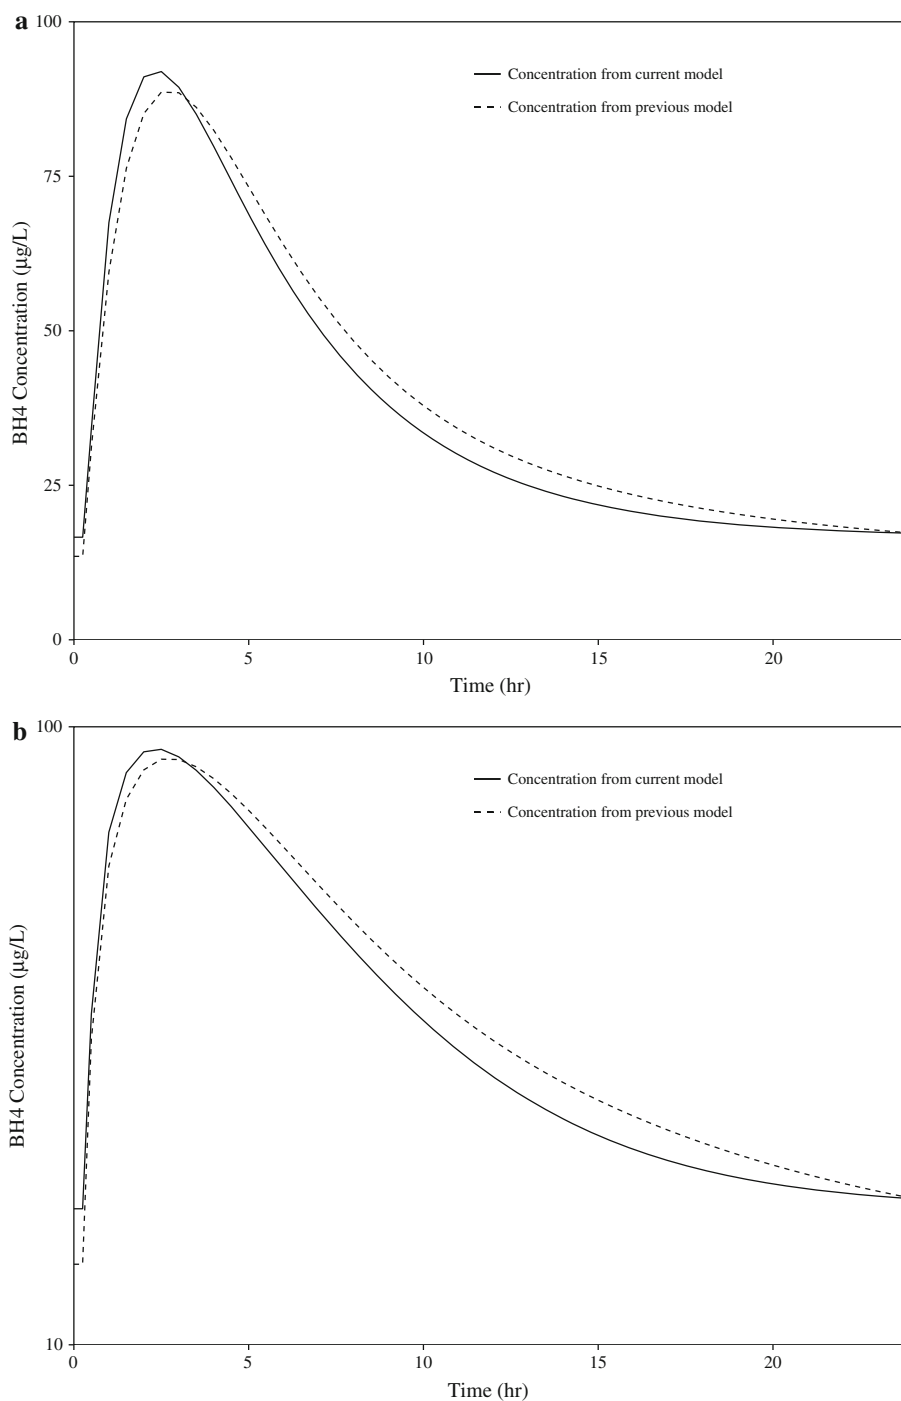 a
100
75
50
25
0
BH4 Concentration (µg/L)
Concentration from current model
Concentration from previous model
0 5 10 15 20
Time (hr)
b
100
10
BH4 Concentration (µg/L)
Concentration from current model
Concentration from previous model
0 5 10 15 20
Time (hr)